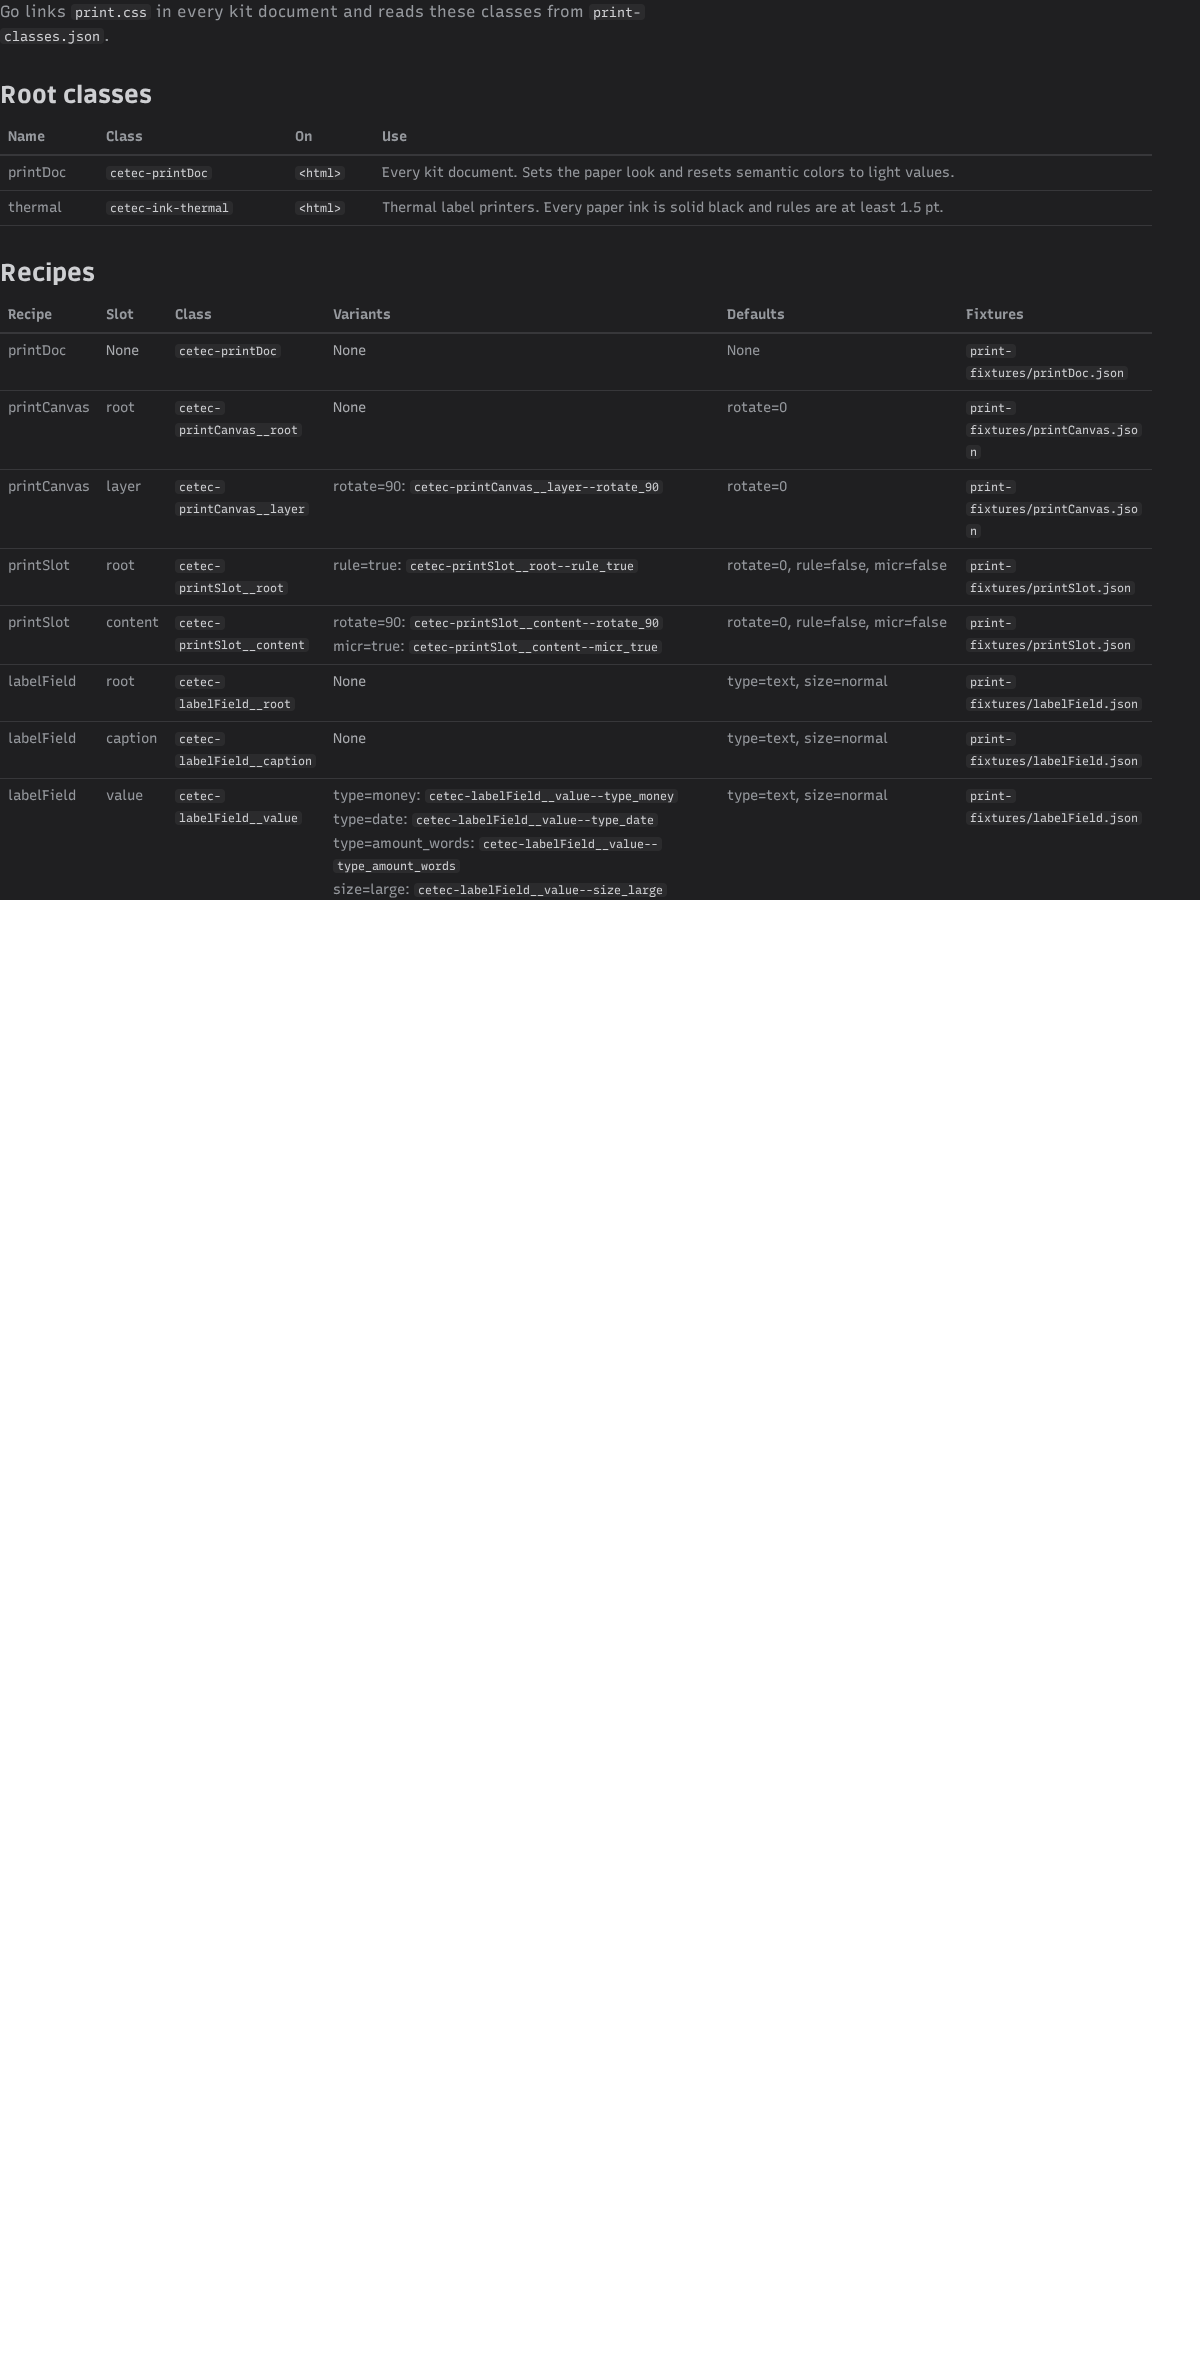 Go links print.css in every kit document and reads these classes from print-
classes.json.
Root classes
Name Class On Use
printDoc cetec-printDoc <html> Every kit document. Sets the paper look and resets semantic colors to light values.
thermal cetec-ink-thermal <html> Thermal label printers. Every paper ink is solid black and rules are at least 1.5 pt.
Recipes
Recipe Slot Class Variants Defaults Fixtures
printDoc None cetec-printDoc None None print-
fixtures/printDoc.json
printCanvas root cetec- None rotate=0 print-
printCanvas__root fixtures/printCanvas.jso
n
printCanvas layer cetec- rotate=90: cetec-printCanvas__layer--rotate_90 rotate=0 print-
printCanvas__layer fixtures/printCanvas.jso
n
printSlot root cetec- rule=true: cetec-printSlot__root--rule_true rotate=0, rule=false, micr=false print-
printSlot__root fixtures/printSlot.json
printSlot content cetec- rotate=90: cetec-printSlot__content--rotate_90 rotate=0, rule=false, micr=false print-
printSlot__content micr=true: cetec-printSlot__content--micr_true fixtures/printSlot.json
labelField root cetec- None type=text, size=normal print-
labelField__root fixtures/labelField.json
labelField caption cetec- None type=text, size=normal print-
labelField__caption fixtures/labelField.json
labelField value cetec- type=money: cetec-labelField__value--type_money type=text, size=normal print-
labelField__value type=date: cetec-labelField__value--type_date fixtures/labelField.json
type=amount_words: cetec-labelField__value--
type_amount_words
size=large: cetec-labelField__value--size_large